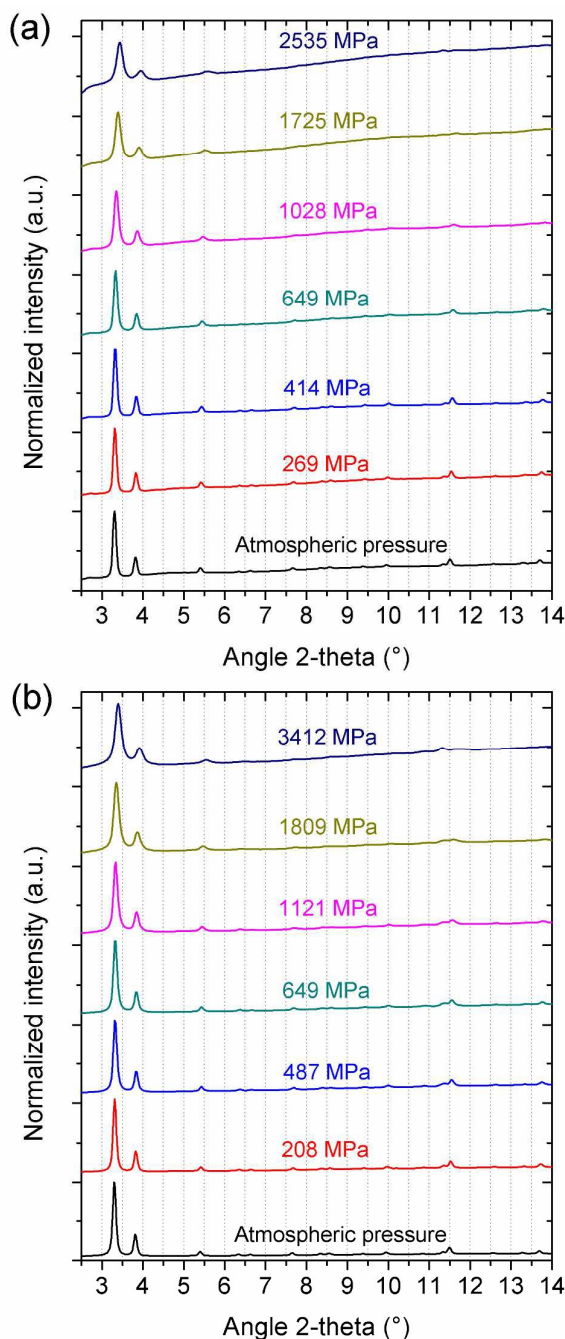 (a)
2535 MPa
1725 MPa
1028 MPa
649 MPa
414 MPa
269 MPa
Atmospheric pressure
Normalized intensity (a.u.)
3 4 5 6 7 8 9 10 11 12 13 14
Angle 2-theta (°)
(b)
3412 MPa
1809 MPa
1121 MPa
649 MPa
487 MPa
208 MPa
Atmospheric pressure
Normalized intensity (a.u.)
3 4 5 6 7 8 9 10 11 12 13 14
Angle 2-theta (°)